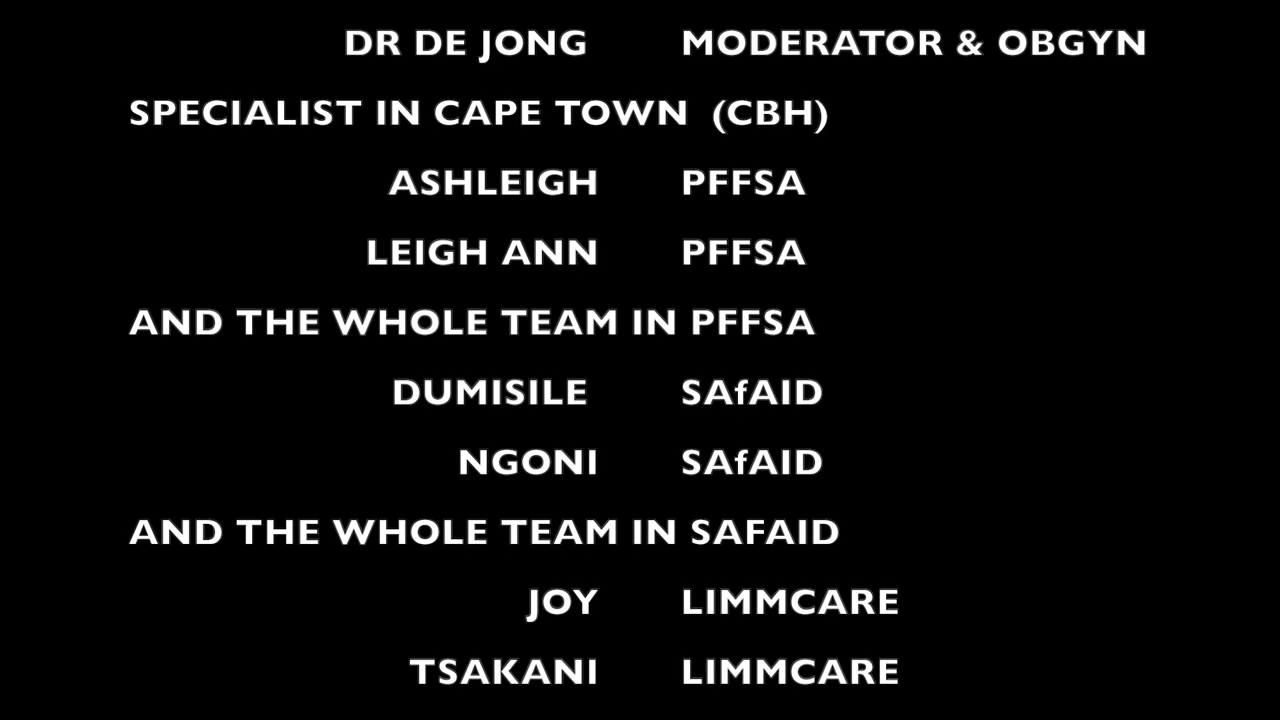 DR DE JONG MODERATOR & OBGYN
SPECIALIST IN CAPE TOWN (CBH)
ASHLEIGH PFFSA
LEIGH ANN PFFSA
AND THE WHOLE TEAM IN PFFSA
DUMISILE SAfAID
NGONI SAfAID
AND THE WHOLE TEAM IN SAFAID
JOY LIMMCARE
TSAKANI LIMMCARE